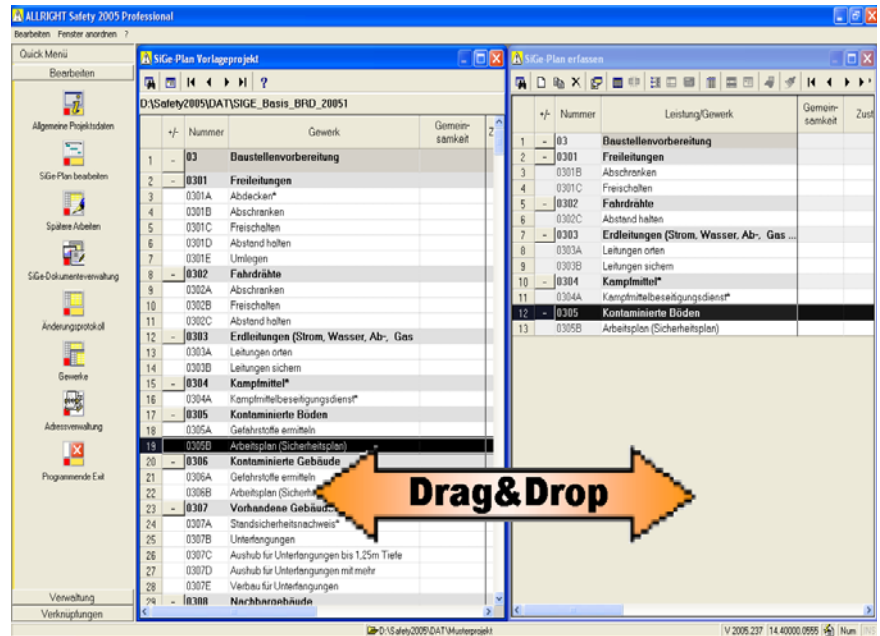 ALLRIGHT Safety 2005 Professional
Bearbeiten Fenster anordnen ?
Quick Menü
Bearbeiten
Allgemeine Projektdaten
SiGe-Plan bearbeiten
Spätere Arbeiten
SiGe-Dokumentenverwaltung
Änderungsprotokoll
Gewerke
Adressverwaltung
Programmende Exit
Verwaltung
Verknüpfungen
SiGe-Plan Vorlageprojekt
D:\Safety2005\DAT\SIGE_Basis_BRD_20051
+/- Nummer Gewerk Gemein-samkeit Z
1 - 03 Baustellenvorbereitung
2 - 0301 Freileitungen
3 0301A Abdecken*
4 0301B Abschranken
5 0301C Freischalten
6 0301D Abstand halten
7 0301E Umlegen
8 - 0302 Fahrdrähte
9 0302A Abschranken
10 0302B Freischalten
11 0302C Abstand halten
12 - 0303 Erdleitungen (Strom, Wasser, Ab-, Gas
13 0303A Leitungen orten
14 0303B Leitungen sichern
15 - 0304 Kampfmittel*
16 0304A Kampfmittelbeseitigungsdienst*
17 - 0305 Kontaminierte Böden
18 0305A Gefahrstoffe ermitteln
19 0305B Arbeitsplan (Sicherheitsplan)
20 - 0306 Kontaminierte Gebäude
21 0306A Gefahrstoffe ermitteln
22 0306B Arbeitsplan (Sicherh
23 - 0307 Vorhandene Gebäud
24 0307A Standsicherheitsnachweis*
25 0307B Unterfangungen
26 0307C Aushub für Unterfangungen bis 1,25m Tiefe
27 0307D Aushub für Unterfangungen mit mehr
28 0307E Verbau für Unterfangungen
29 - 0308 Nachbargebäude
SiGe-Plan erfassen
+/- Nummer Leistung/Gewerk Gemein-samkeit Zust
1 - 03 Baustellenvorbereitung
2 - 0301 Freileitungen
3 0301B Abschranken
4 0301C Freischalten
5 - 0302 Fahrdrähte
6 0302C Abstand halten
7 - 0303 Erdleitungen (Strom, Wasser, Ab-, Gas ...
8 0303A Leitungen orten
9 0303B Leitungen sichern
10 - 0304 Kampfmittel*
11 0304A Kampfmittelbeseitigungsdienst*
12 - 0305 Kontaminierte Böden
13 0305B Arbeitsplan (Sicherheitsplan)
Drag&Drop
D:\Safety2005\DAT\Musterprojekt
V 2005.237 14.40000.0555 Num INS